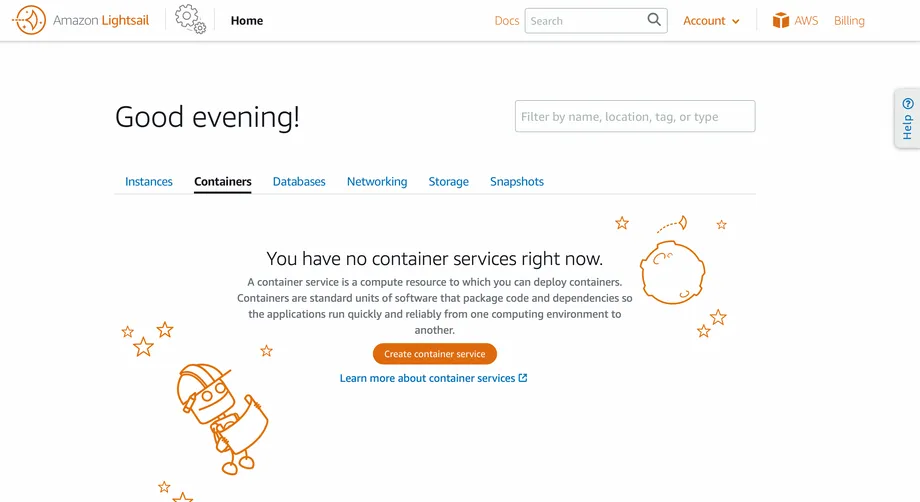 Amazon Lightsail
Home
Docs
Search
Account
AWS
Billing
Good evening!
Filter by name, location, tag, or type
Help
Instances
Containers
Databases
Networking
Storage
Snapshots
You have no container services right now.
A container service is a compute resource to which you can deploy containers.
Containers are standard units of software that package code and dependencies so
the applications run quickly and reliably from one computing environment to
another.
Create container service
Learn more about container services